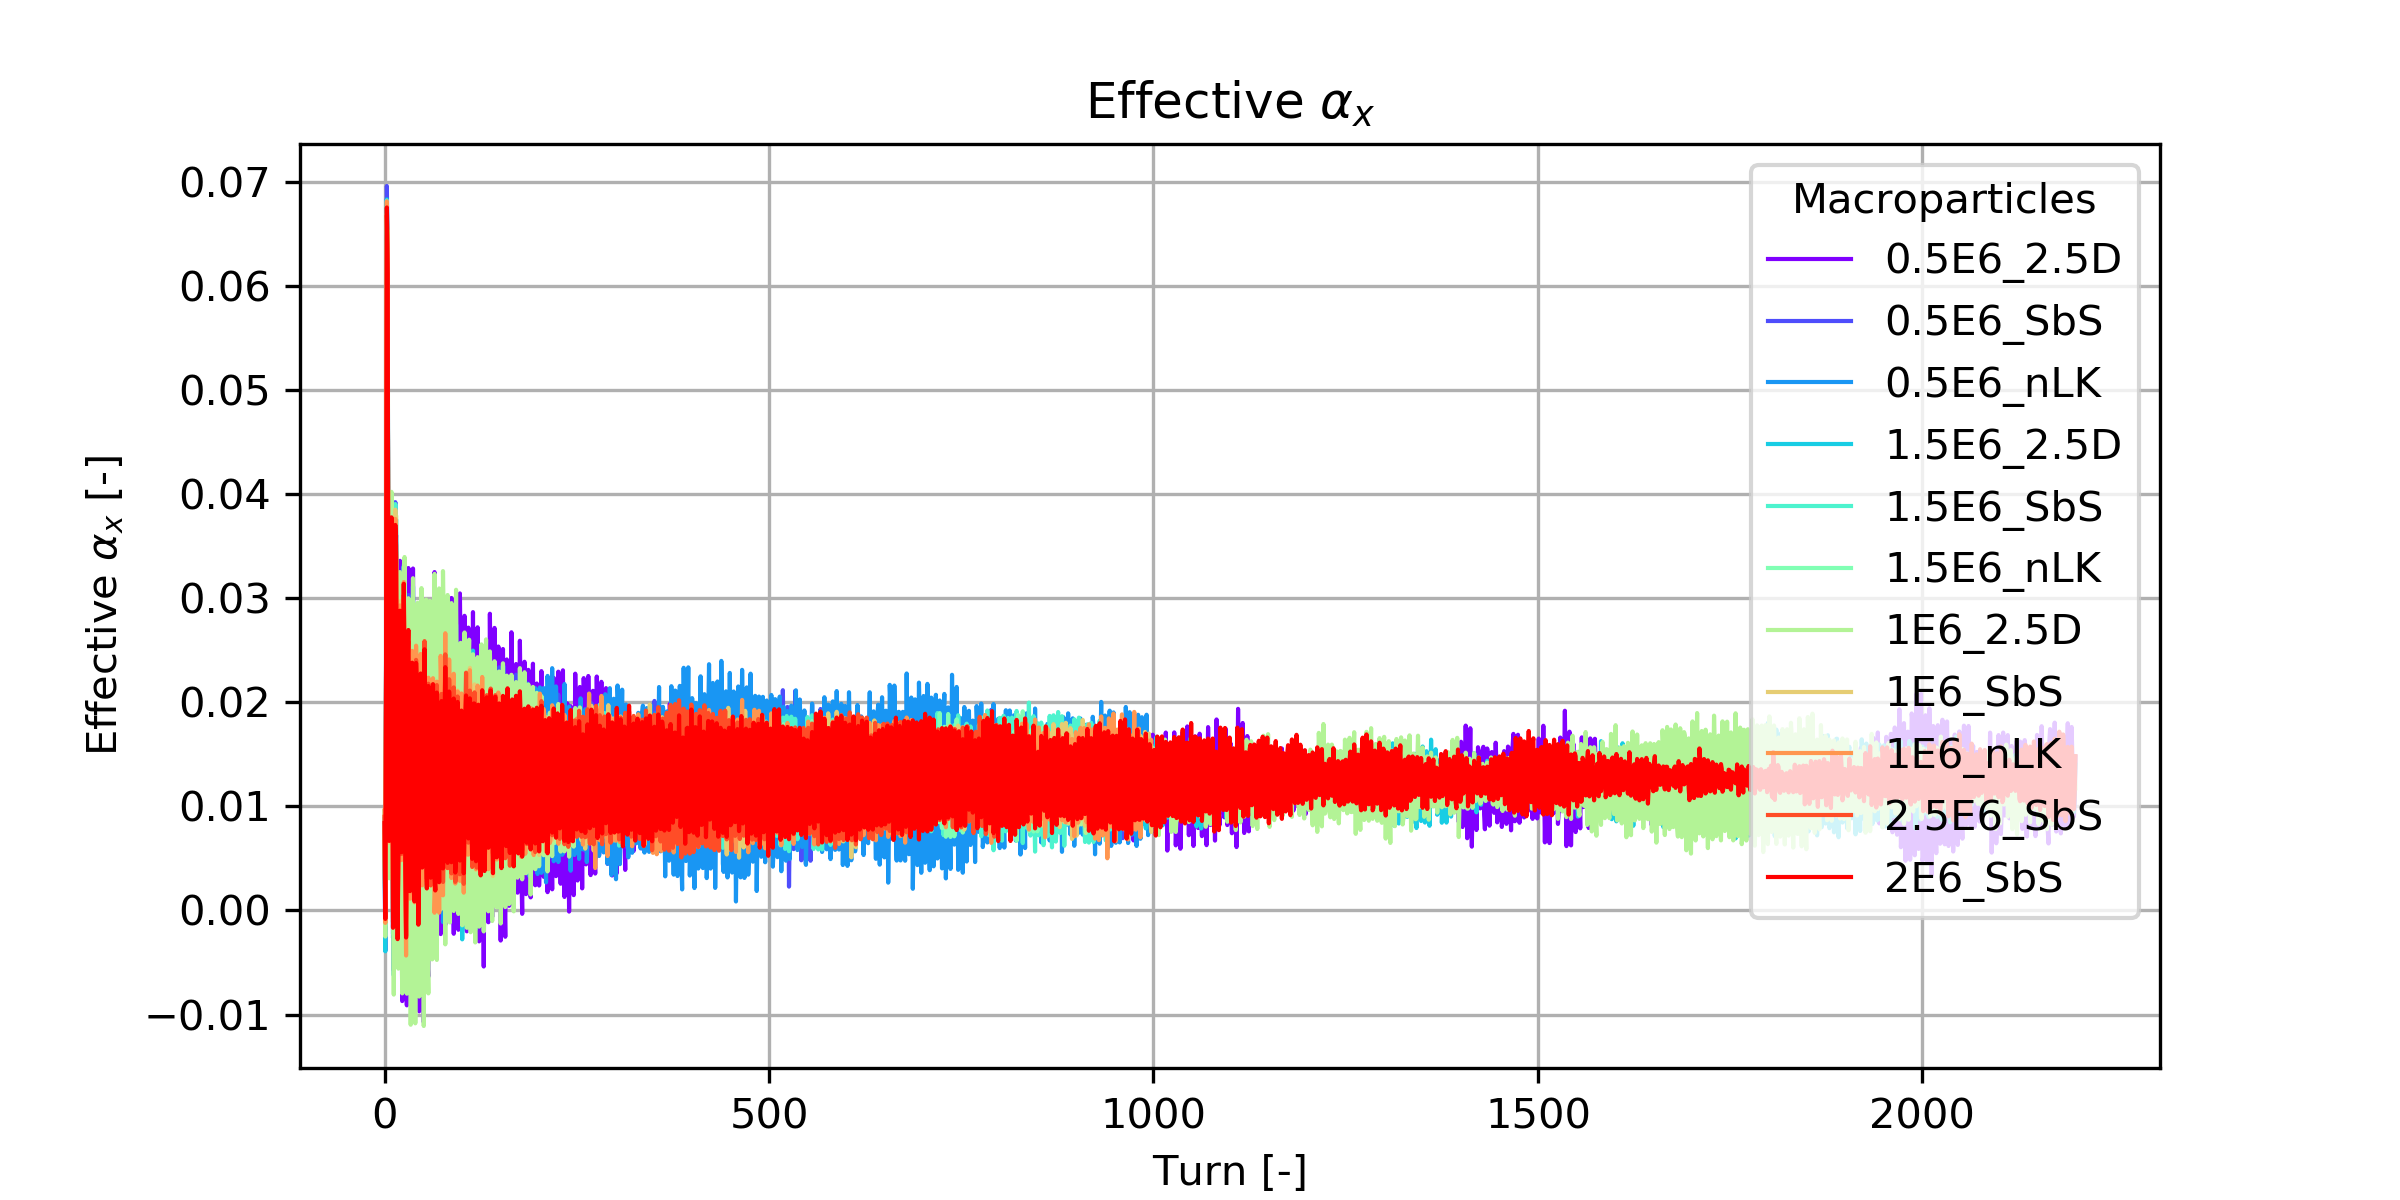 Effective αx
Effective αx [-]
0.07
0.06
0.05
0.04
0.03
0.02
0.01
0.00
−0.01
Macroparticles
0.5E6_2.5D
0.5E6_SbS
0.5E6_nLK
1.5E6_2.5D
1.5E6_SbS
1.5E6_nLK
1E6_2.5D
1E6_SbS
1E6_nLK
2.5E6_SbS
2E6_SbS
0 500 1000 1500 2000
Turn [-]